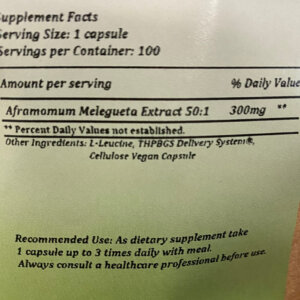 Supplement Facts
Serving Size: 1 capsule
Servings per Container: 100
Amount per serving % Daily Value
Aframomum Melegueta Extract 50:1 300mg **
** Percent Daily Values not established.
Other Ingredients: L-Leucine, THPBGS Delivery System®,
Cellulose Vegan Capsule
Recommended Use: As dietary supplement take
1 capsule up to 3 times daily with meal.
Always consult a healthcare professional before use.